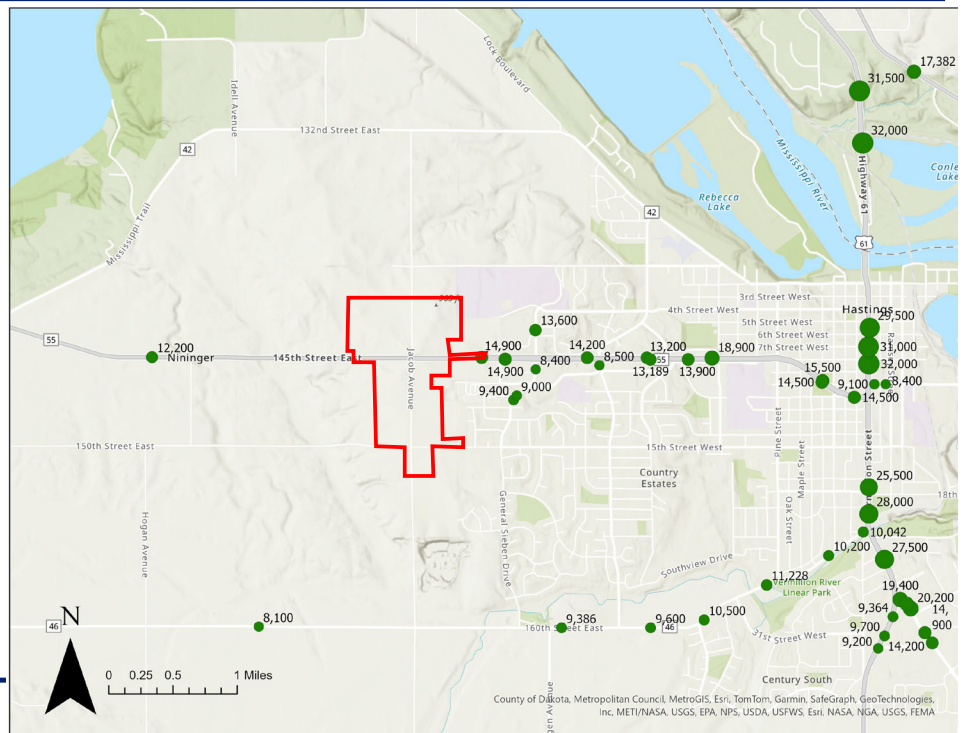 17,382
31,500
Idell Avenue
Lock Boulevard
132nd Street East
32,000
42
Mississippi River
Highway 61
Conle
Lake
Rebecca
Lake
Mississippi Trail
42
61
3rd Street West
4th Street West
Hastings
29,500
5th Street West
13,600
6th Street West
55
12,200
Nininger
145th Street East
Jacob Avenue
14,900
14,200
13,200
18,900
7th Street West
31,000
14,900
8,400
8,500
13,189
55
13,900
15,500
32,000
14,500
9,100
8,400
9,400
9,000
14,500
Pine Street
Maple Street
150th Street East
15th Street West
Country
Estates
25,500
18th
General Sieben Drive
Oak Street
28,000
Hogan Avenue
10,042
10,200
27,500
Southview Drive
11,228
Vermillion River
Linear Park
19,400
20,200
N
46
8,100
9,386
160th Street East
9,600
46
10,500
9,364
14,
31st Street West
9,700
900
9,200
14,200
0 0.25 0.5 1 Miles
Century South
gen Avenue
County of Dakota, Metropolitan Council, MetroGIS, Esri, TomTom, Garmin, SafeGraph, GeoTechnologies,
Inc, METI/NASA, USGS, EPA, NPS, USDA, USFWS, Esri, NASA, NGA, USGS, FEMA